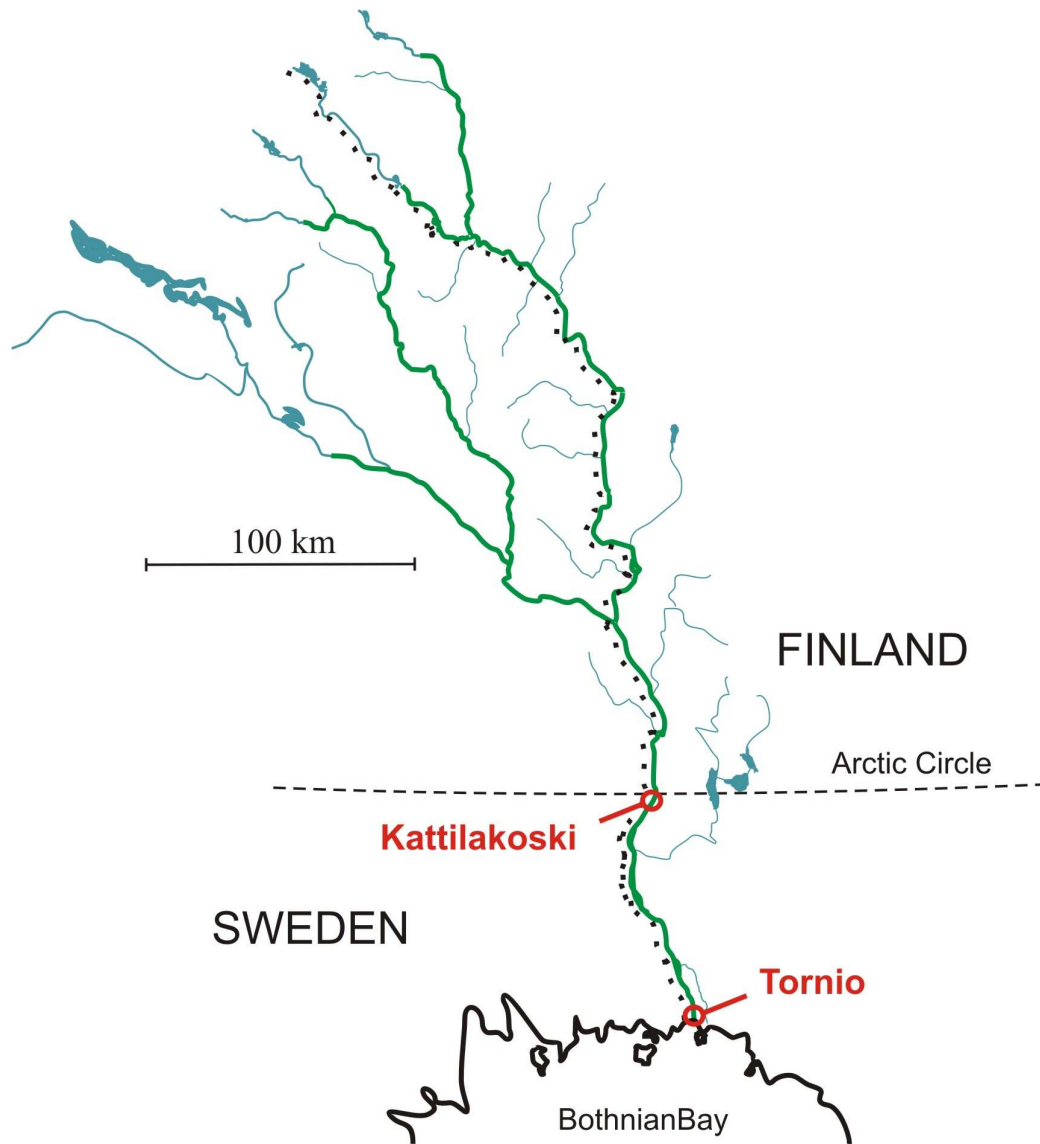 100 km
FINLAND
Arctic Circle
Kattilakoski
SWEDEN
Tornio
BothnianBay